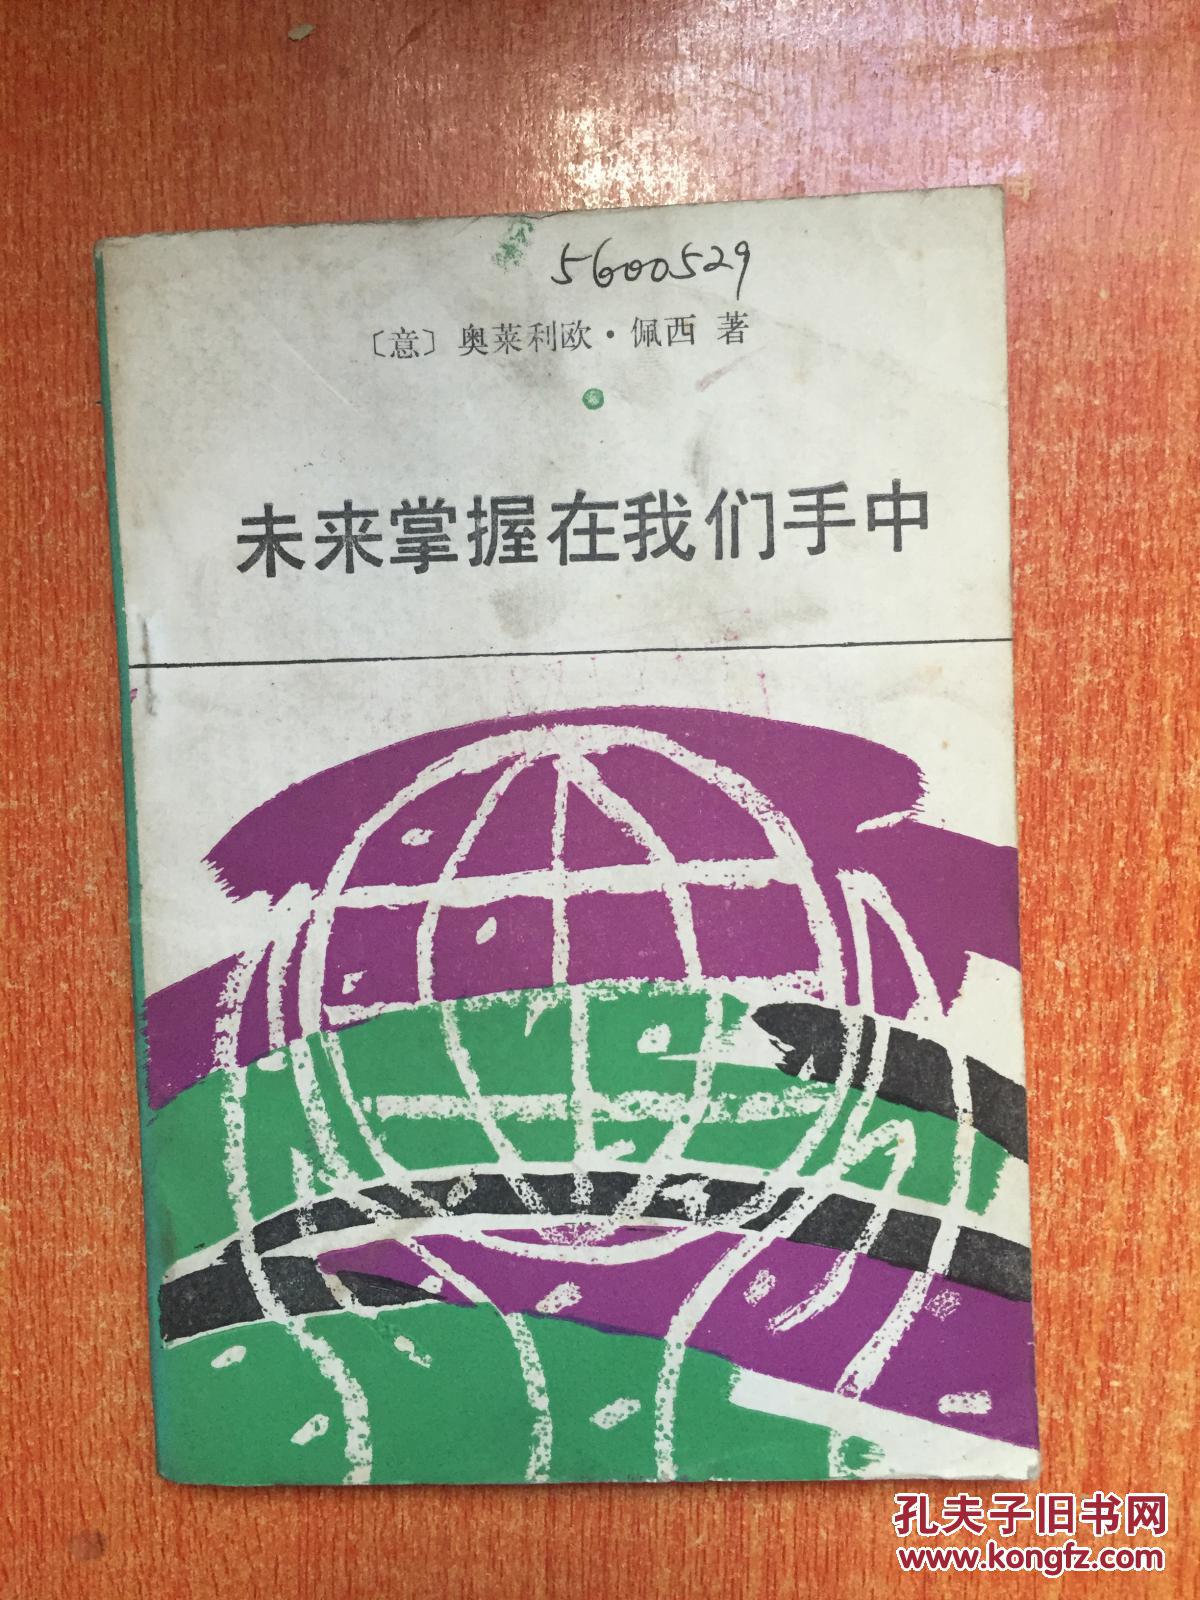 5600529
〔意〕奥莱利欧·佩西 著
未来掌握在我们手中
孔夫子旧书网
www.kongfz.com